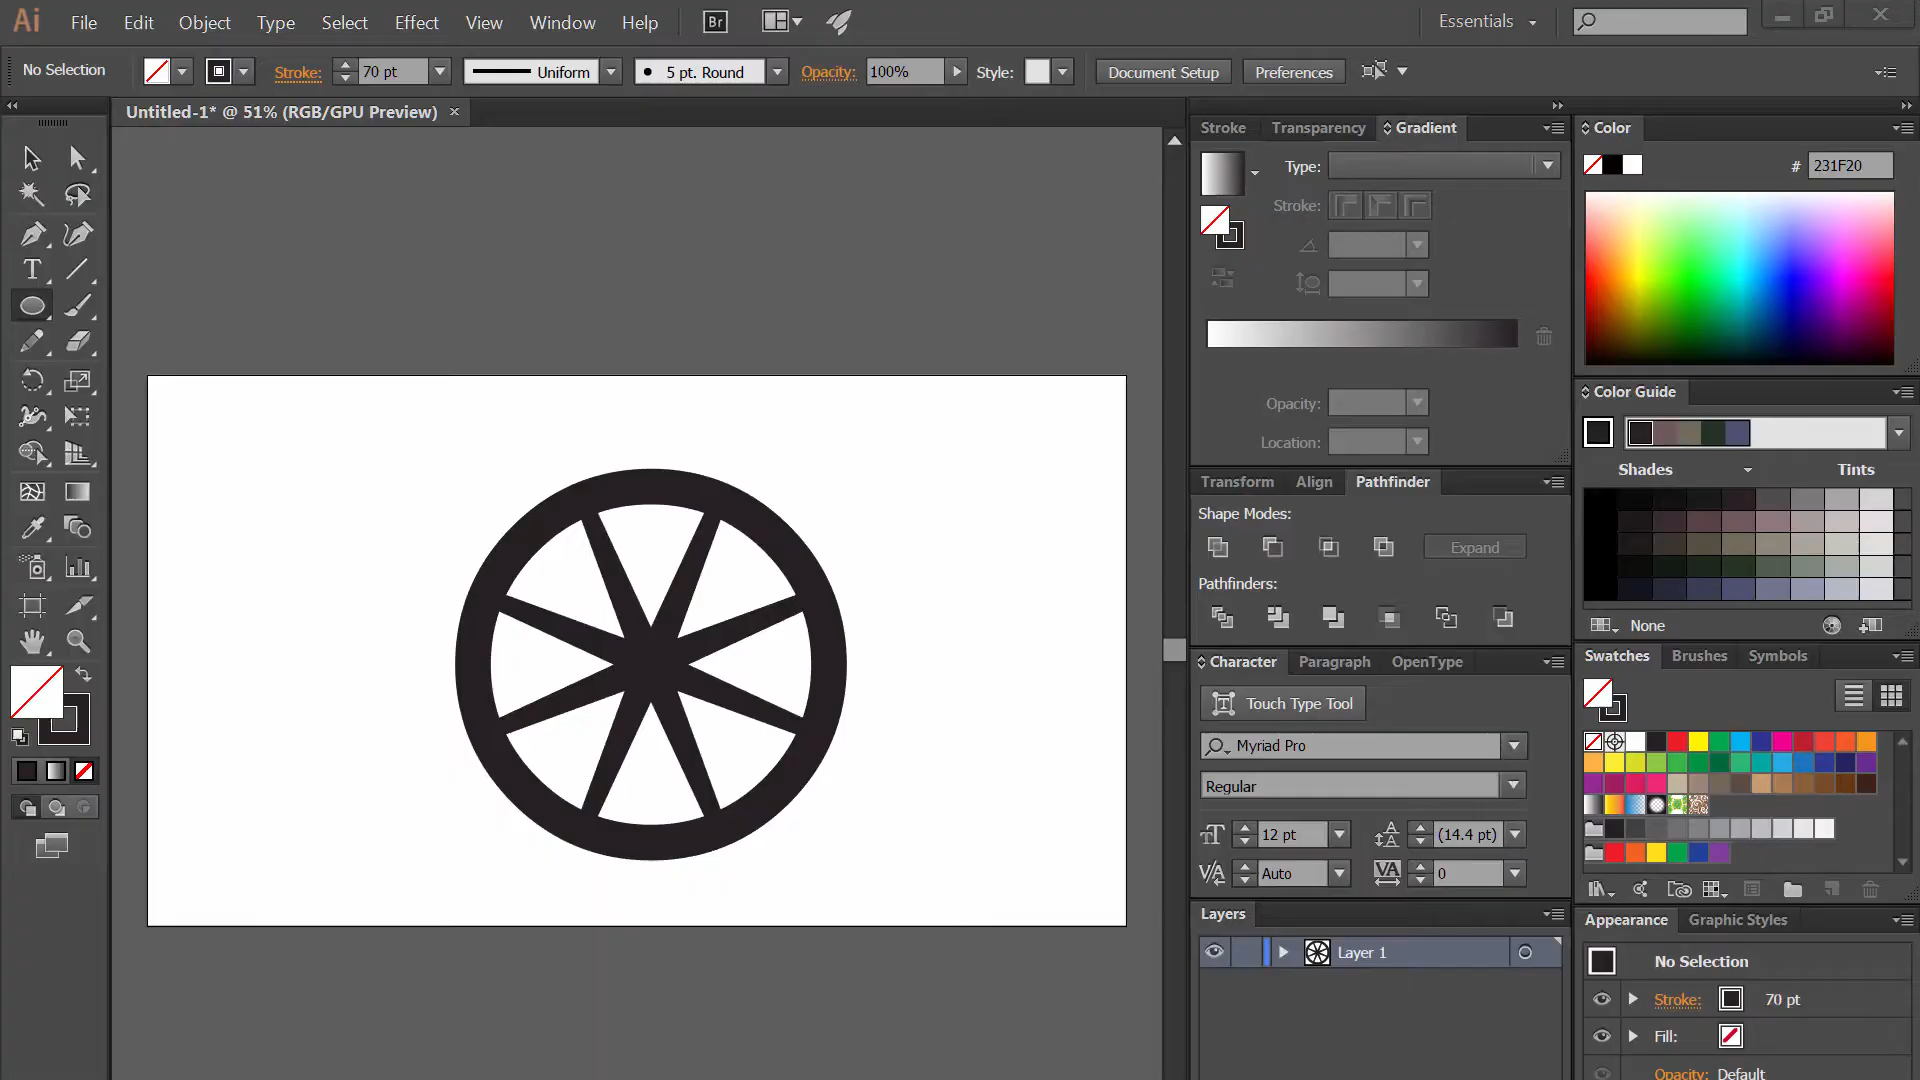 Ai File Edit Object Type Select Effect View Window Help Br Essentials
No Selection Stroke: 70 pt Uniform 5 pt. Round Opacity: 100% Style: Document Setup Preferences
Untitled-1* @ 51% (RGB/GPU Preview)
Stroke Transparency Gradient
Type:
Stroke:
Opacity:
Location:
Transform Align Pathfinder
Shape Modes:
Expand
Pathfinders:
Character Paragraph OpenType
Touch Type Tool
Myriad Pro
Regular
12 pt (14.4 pt)
Auto 0
Layers
Layer 1
Color
# 231F20
Color Guide
Shades Tints
None
Swatches Brushes Symbols
Appearance Graphic Styles
No Selection
Stroke: 70 pt
Fill:
Opacity: Default